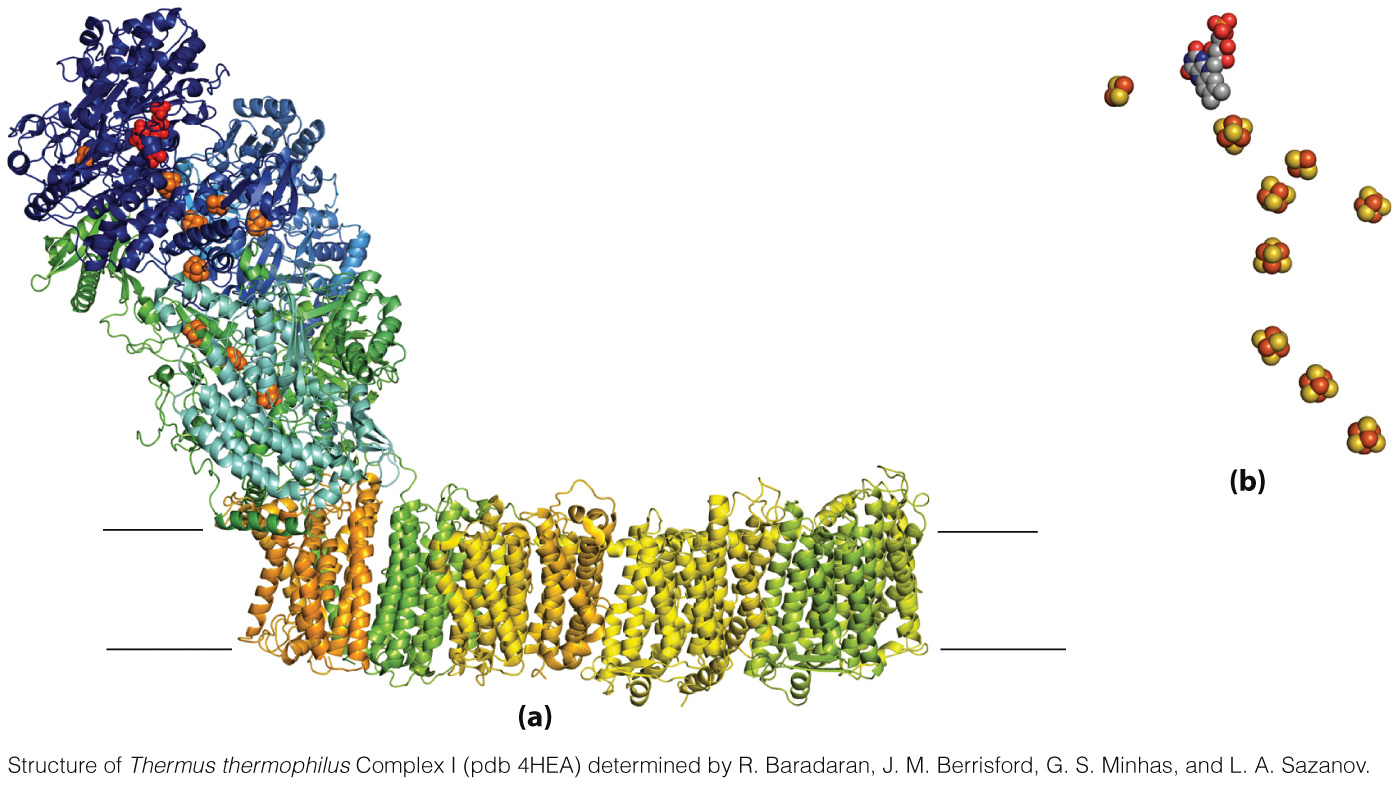 (b)
(a)
Structure of Thermus thermophilus Complex I (pdb 4HEA) determined by R. Baradaran, J. M. Berrisford, G. S. Minhas, and L. A. Sazanov.